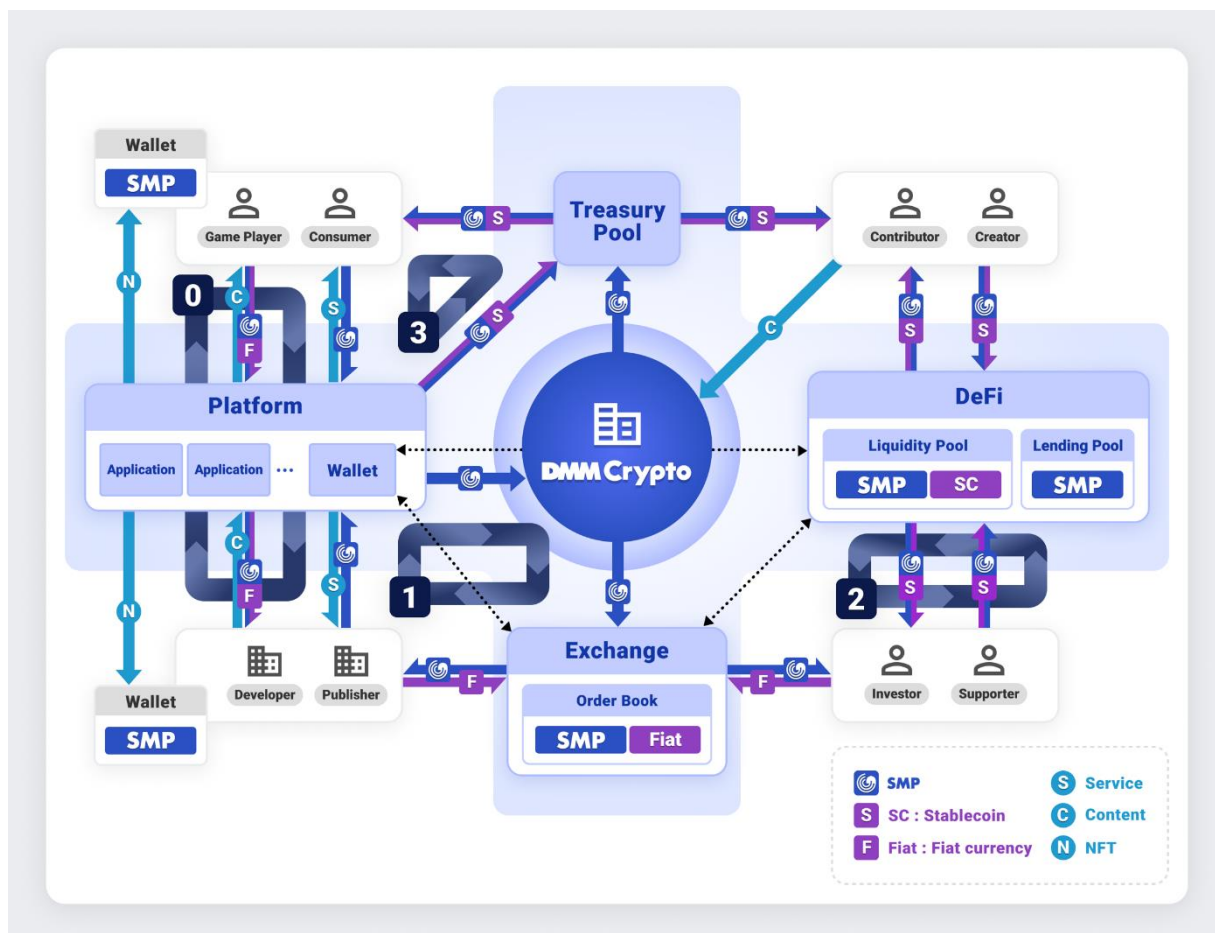 Wallet
SMP
Game Player
Consumer
S
Treasury
Pool
S
Contributor
Creator
N
0
C
S
F
3
S
C
S
S
Platform
Application
Application
...
Wallet
DMM Crypto
DeFi
Liquidity Pool
SMP
SC
Lending Pool
SMP
N
C
F
S
1
2
S
S
Wallet
SMP
Developer
Publisher
F
Exchange
Order Book
SMP
Fiat
F
Investor
Supporter
SMP
S
SC : Stablecoin
F
Fiat : Fiat currency
S
Service
C
Content
N
NFT